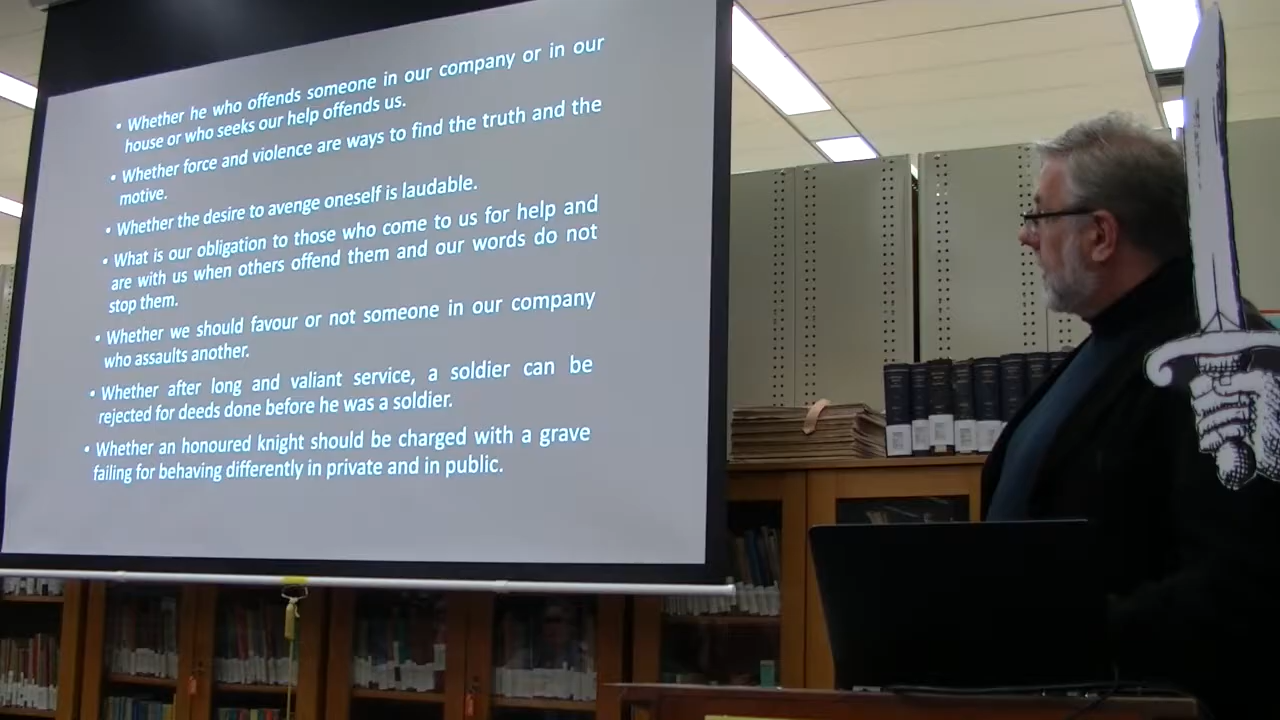 • Whether he who offends someone in our company or in our
house or who seeks our help offends us.
• Whether force and violence are ways to find the truth and the
motive.
• Whether the desire to avenge oneself is laudable.
• What is our obligation to those who come to us for help and
are with us when others offend them and our words do not
stop them.
• Whether we should favour or not someone in our company
who assaults another.
• Whether after long and valiant service, a soldier can be
rejected for deeds done before he was a soldier.
• Whether an honoured knight should be charged with a grave
failing for behaving differently in private and in public.